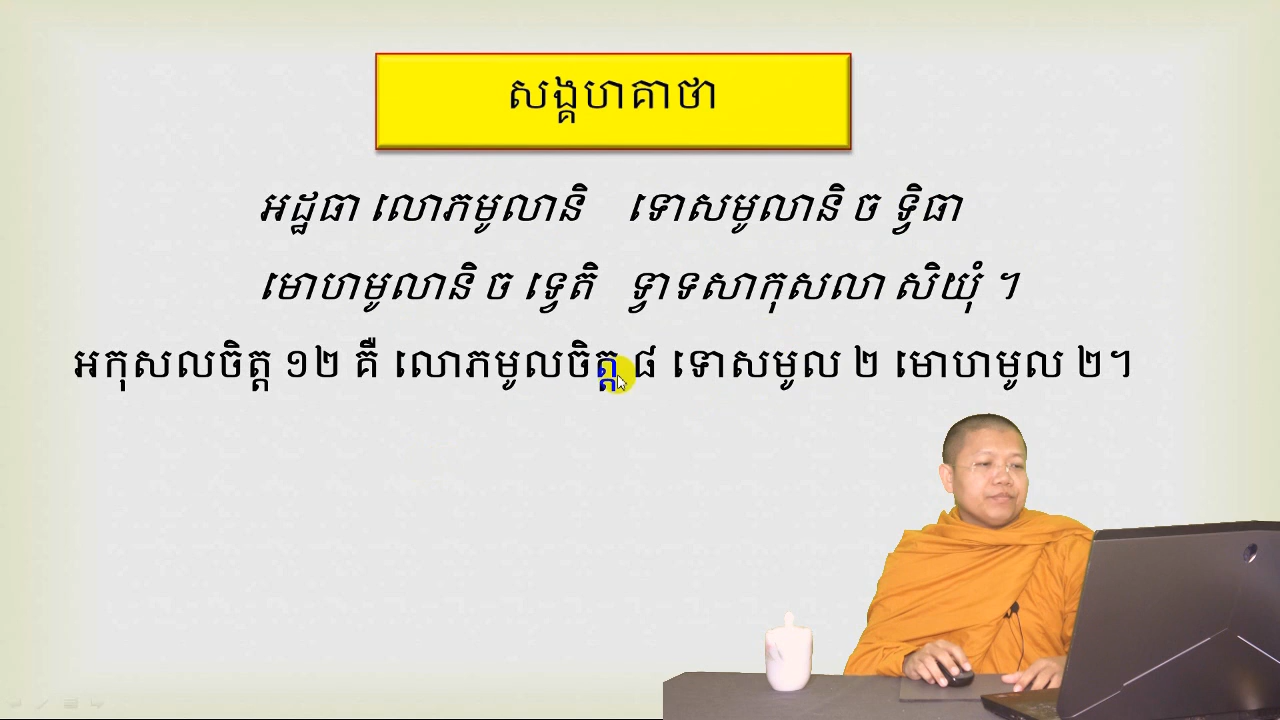 សង្គហគាថា
អដ្ឋធា លោភមូលានិ ទោសមូលានិ ច ទ្វិធា
មោហមូលានិ ច ទ្វេតិ ទ្វាទសាកុសលា សិយុំ ។
អកុសលចិត្ត ១២ គឺ លោភមូលចិត្ត ៨ ទោសមូល ២ មោហមូល ២។